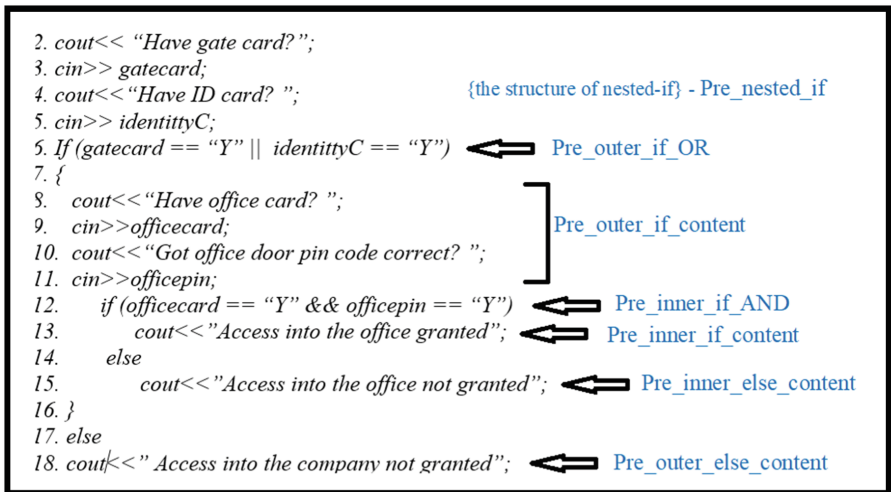 2. cout<< “Have gate card?”;
3. cin>> gatecard;
4. cout<<“Have ID card? ”; {the structure of nested-if} - Pre_nested_if
5. cin>> identittyC;
6. If (gatecard == “Y” || identittyC == “Y”) Pre_outer_if_OR
7. {
8. cout<<“Have office card? ”;
9. cin>>officecard; Pre_outer_if_content
10. cout<<“Got office door pin code correct? ”;
11. cin>>officepin;
12. if (officecard == “Y” && officepin == “Y”) Pre_inner_if_AND
13. cout<<”Access into the office granted”; Pre_inner_if_content
14. else
15. cout<<”Access into the office not granted”; Pre_inner_else_content
16. }
17. else
18. cout<<” Access into the company not granted”; Pre_outer_else_content